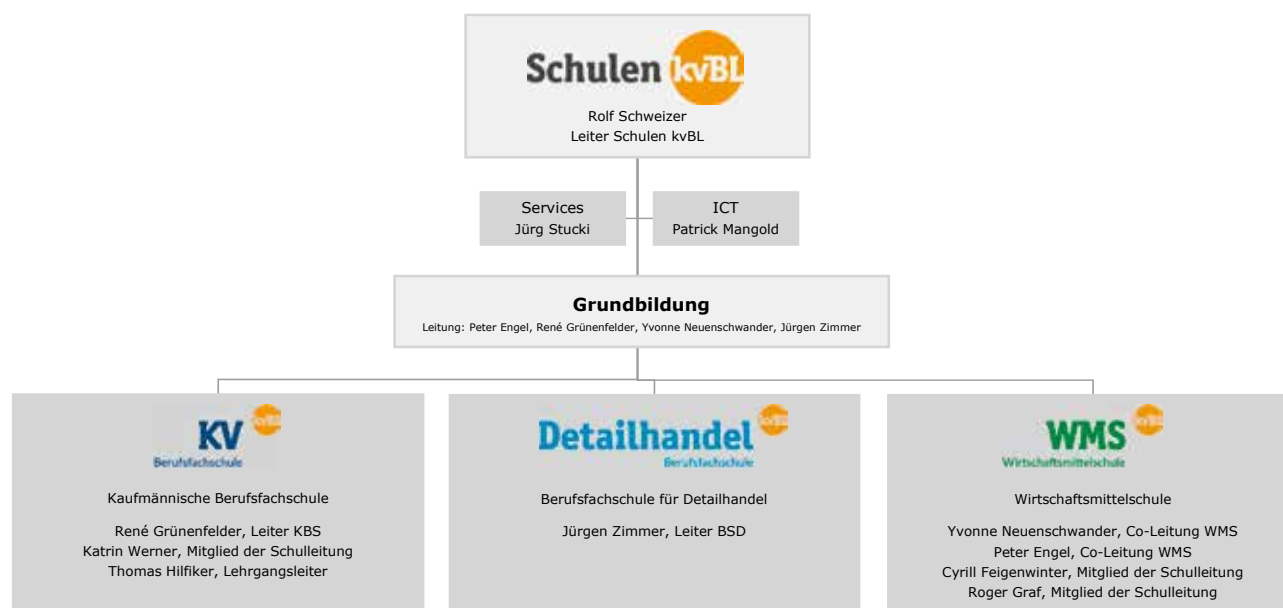 Schulen kvBL
Rolf Schweizer
Leiter Schulen kvBL
Services
Jürg Stucki
ICT
Patrick Mangold
Grundbildung
Leitung: Peter Engel, René Grünenfelder, Yvonne Neuenschwander, Jürgen Zimmer
KV kvBL
Berufsfachschule
Kaufmännische Berufsfachschule
René Grünenfelder, Leiter KBS
Katrin Werner, Mitglied der Schulleitung
Thomas Hilfiker, Lehrgangsleiter
Detailhandel kvBL
Berufsfachschule
Berufsfachschule für Detailhandel
Jürgen Zimmer, Leiter BSD
WMS kvBL
Wirtschaftsmittelschule
Wirtschaftsmittelschule
Yvonne Neuenschwander, Co-Leitung WMS
Peter Engel, Co-Leitung WMS
Cyrill Feigenwinter, Mitglied der Schulleitung
Roger Graf, Mitglied der Schulleitung